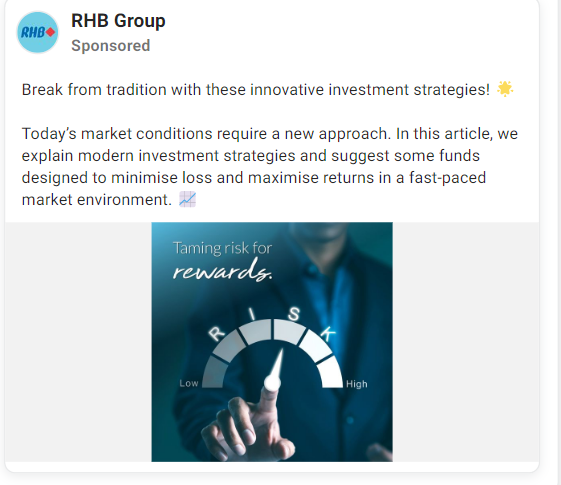 RHB
RHB Group
Sponsored
Break from tradition with these innovative investment strategies! 🌟
Today’s market conditions require a new approach. In this article, we
explain modern investment strategies and suggest some funds
designed to minimise loss and maximise returns in a fast-paced
market environment. 📈
Taming risk for
rewards.
RISK
Low High